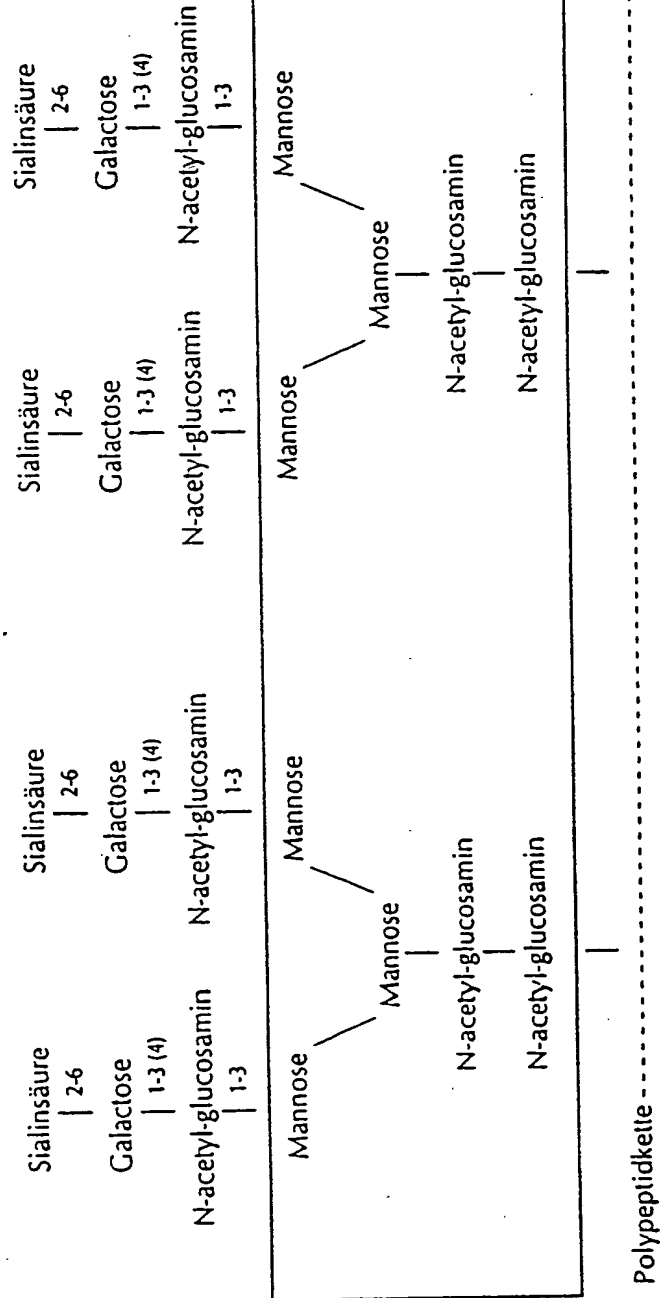 Sialinsäure Sialinsäure Sialinsäure Sialinsäure
2-6 2-6 2-6 2-6
Galactose Galactose Galactose Galactose
1-3 (4) 1-3 (4) 1-3 (4) 1-3 (4)
N-acetyl-glucosamin N-acetyl-glucosamin N-acetyl-glucosamin N-acetyl-glucosamin
1-3 1-3 1-3 1-3
Mannose Mannose Mannose Mannose
Mannose Mannose
N-acetyl-glucosamin N-acetyl-glucosamin
N-acetyl-glucosamin N-acetyl-glucosamin
Polypeptidkette